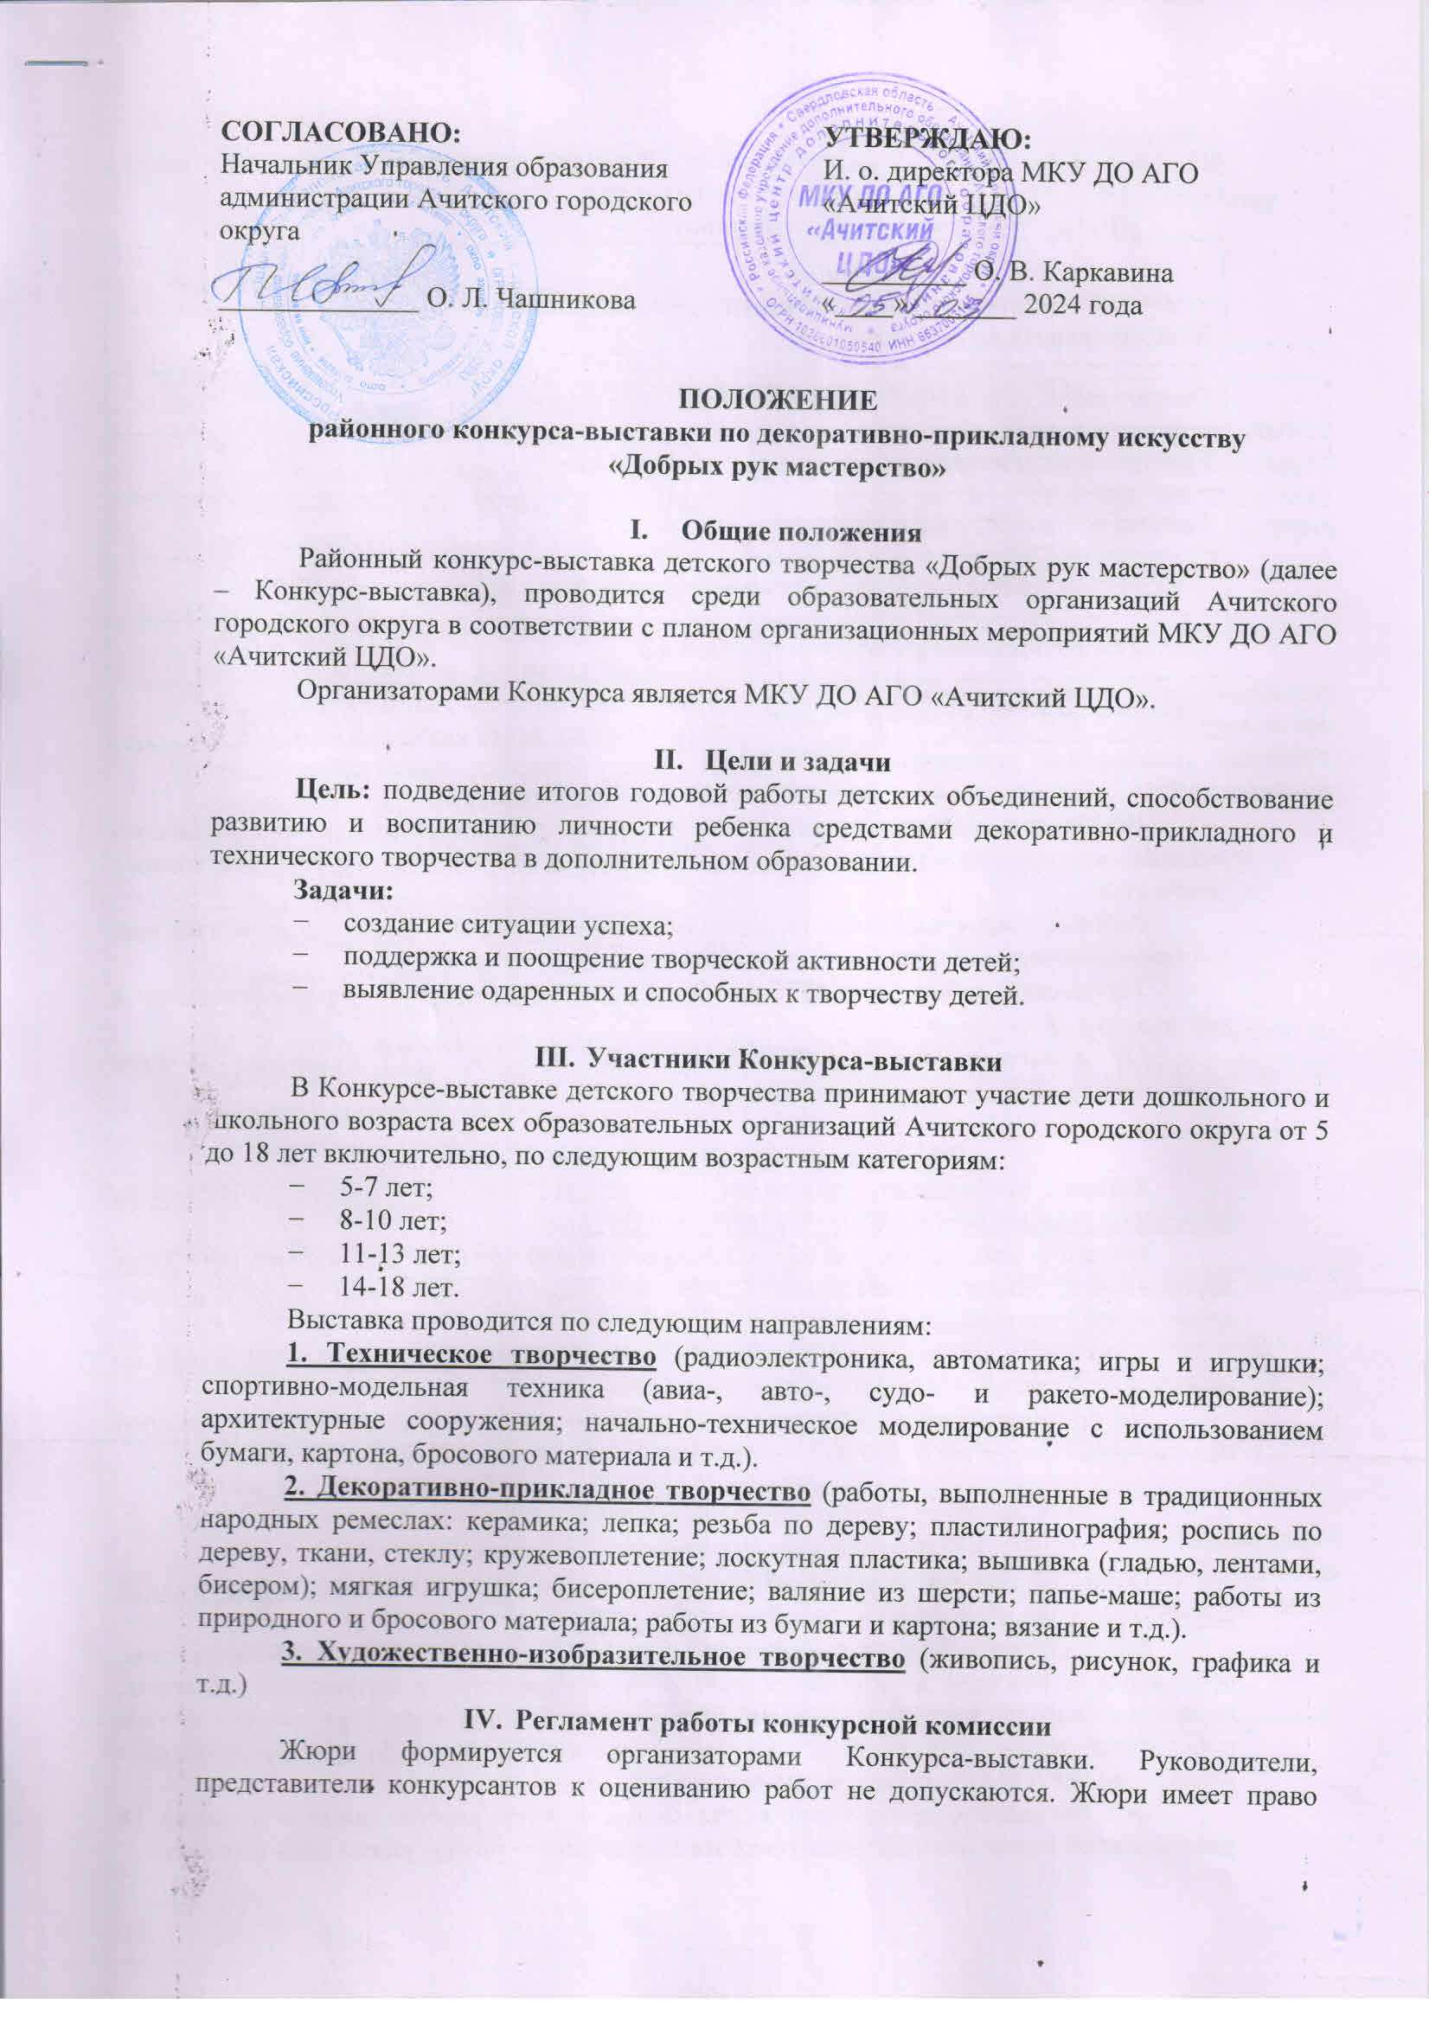 СОГЛАСОВАНО:
Начальник Управления образования
администрации Ачитского городского
округа
О. Л. Чашникова
УТВЕРЖДАЮ:
И. о. директора МКУ ДО АГО
«Ачитский ЦДО»
О. В. Каркавина
«05» 2024 года
МКУ ДО АГО
«Ачитский
ЦДО»
ПОЛОЖЕНИЕ
районного конкурса-выставки по декоративно-прикладному искусству
«Добрых рук мастерство»
I. Общие положения
Районный конкурс-выставка детского творчества «Добрых рук мастерство» (далее
– Конкурс-выставка), проводится среди образовательных организаций Ачитского
городского округа в соответствии с планом организационных мероприятий МКУ ДО АГО
«Ачитский ЦДО».
Организаторами Конкурса является МКУ ДО АГО «Ачитский ЦДО».
II. Цели и задачи
Цель: подведение итогов годовой работы детских объединений, способствование
развитию и воспитанию личности ребенка средствами декоративно-прикладного и
технического творчества в дополнительном образовании.
Задачи:
– создание ситуации успеха;
– поддержка и поощрение творческой активности детей;
– выявление одаренных и способных к творчеству детей.
III. Участники Конкурса-выставки
В Конкурсе-выставке детского творчества принимают участие дети дошкольного и
школьного возраста всех образовательных организаций Ачитского городского округа от 5
до 18 лет включительно, по следующим возрастным категориям:
– 5-7 лет;
– 8-10 лет;
– 11-13 лет;
– 14-18 лет.
Выставка проводится по следующим направлениям:
1. Техническое творчество (радиоэлектроника, автоматика; игры и игрушки;
спортивно-модельная техника (авиа-, авто-, судо- и ракето-моделирование);
архитектурные сооружения; начально-техническое моделирование с использованием
бумаги, картона, бросового материала и т.д.).
2. Декоративно-прикладное творчество (работы, выполненные в традиционных
народных ремеслах: керамика; лепка; резьба по дереву; пластилинография; роспись по
дереву, ткани, стеклу; кружевоплетение; лоскутная пластика; вышивка (гладью, лентами,
бисером); мягкая игрушка; бисероплетение; валяние из шерсти; папье-маше; работы из
природного и бросового материала; работы из бумаги и картона; вязание и т.д.).
3. Художественно-изобразительное творчество (живопись, рисунок, графика и
т.д.)
IV. Регламент работы конкурсной комиссии
Жюри формируется организаторами Конкурса-выставки. Руководители,
представители конкурсантов к оцениванию работ не допускаются. Жюри имеет право